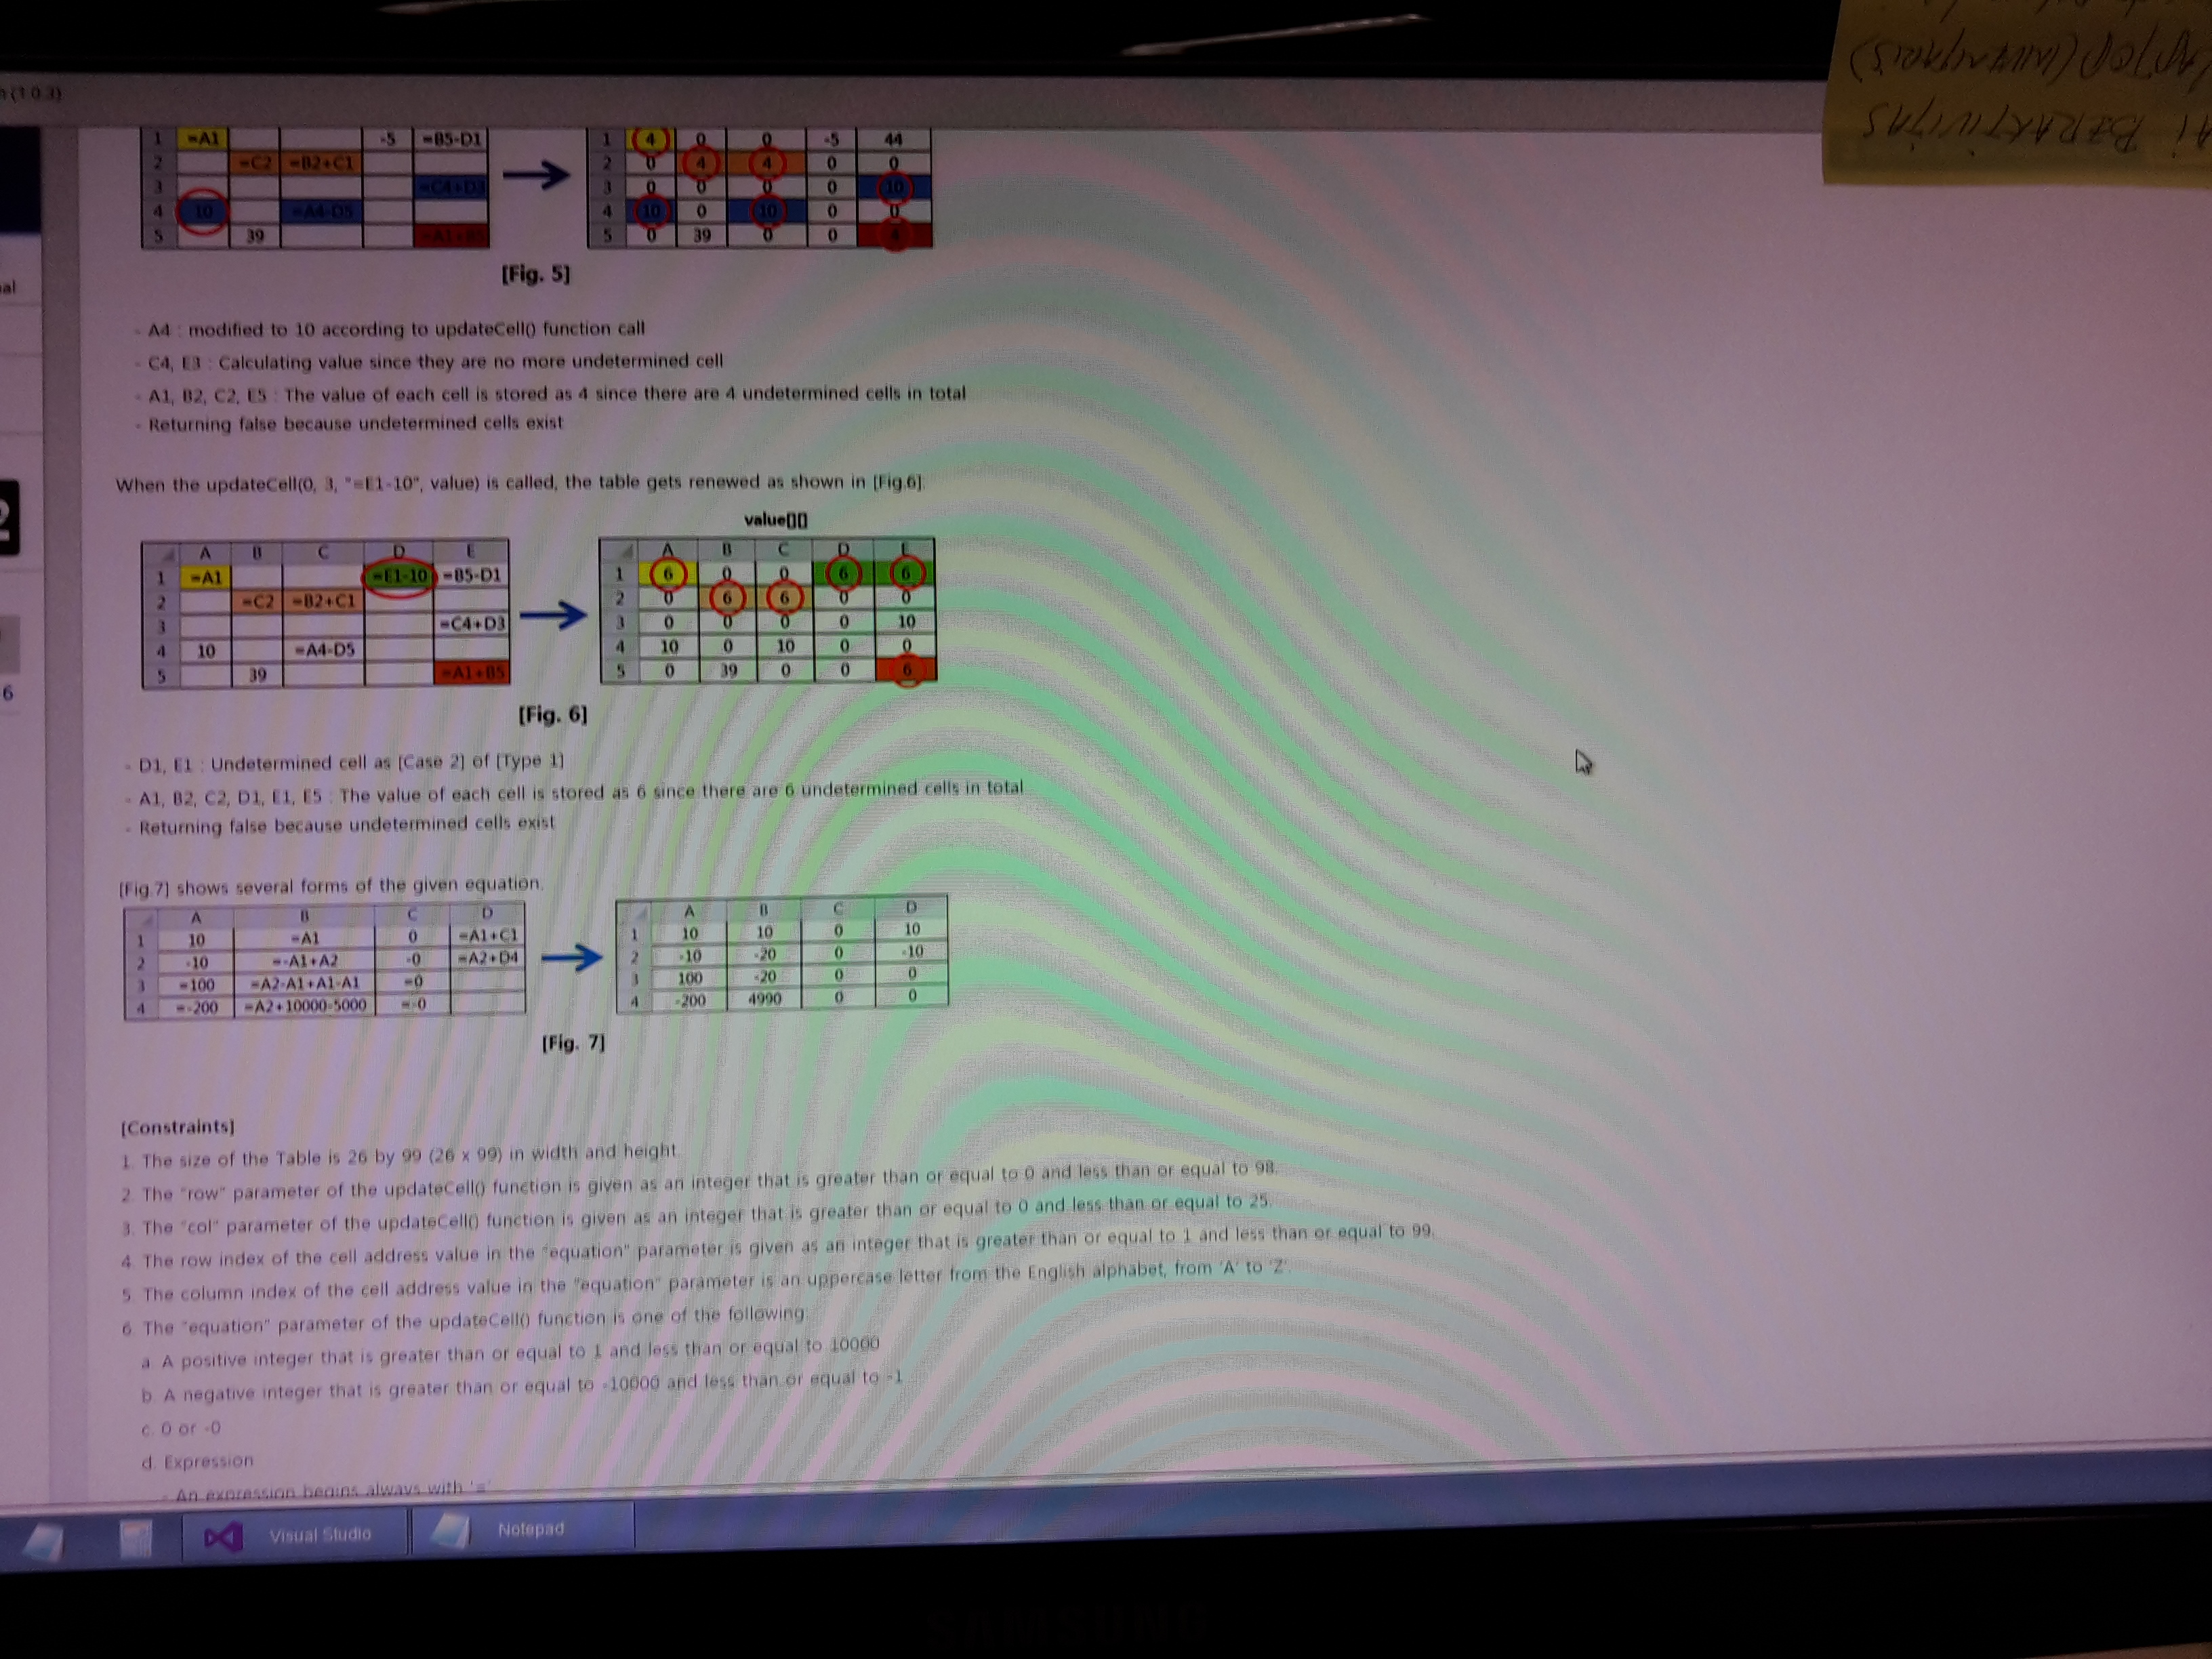 n (1.0.3)
1 =A1 -5 =B5-D1
2 =C2 =B2+C1
3 =C4+D3
4 10 =A4-D5
5 39 =A1+B5
1 4 0 0 -5 44
2 0 4 4 0 0
3 0 0 0 0 10
4 10 0 10 0 0
5 0 39 0 0
[Fig. 5]
- A4 : modified to 10 according to updateCell() function call
- C4, E3 : Calculating value since they are no more undetermined cell
- A1, B2, C2, E5 : The value of each cell is stored as 4 since there are 4 undetermined cells in total
- Returning false because undetermined cells exist
When the updateCell(0, 3, "=E1-10", value) is called, the table gets renewed as shown in [Fig.6].
value[][]
A B C D E
1 =A1 =E1-10 =B5-D1
2 =C2 =B2+C1
3 =C4+D3
4 10 =A4-D5
5 39 =A1+B5
A B C D E
1 6 0 0 6 6
2 0 6 6 0 0
3 0 0 0 0 10
4 10 0 10 0 0
5 0 39 0 0 6
[Fig. 6]
- D1, E1 : Undetermined cell as [Case 2] of [Type 1]
- A1, B2, C2, D1, E1, E5 : The value of each cell is stored as 6 since there are 6 undetermined cells in total
- Returning false because undetermined cells exist
[Fig.7] shows several forms of the given equation.
A B C D
1 10 =A1 0 =A1+C1
2 -10 =-A1+A2 -0 =A2+D4
3 =100 =A2-A1+A1-A1 =0
4 =-200 =A2+10000-5000 =-0
A B C D
1 10 10 0 10
2 -10 -20 0 -10
3 100 -20 0 0
4 -200 4990 0 0
[Fig. 7]
[Constraints]
1. The size of the Table is 26 by 99 (26 x 99) in width and height.
2. The "row" parameter of the updateCell() function is given as an integer that is greater than or equal to 0 and less than or equal to 98.
3. The "col" parameter of the updateCell() function is given as an integer that is greater than or equal to 0 and less than or equal to 25.
4. The row index of the cell address value in the "equation" parameter is given as an integer that is greater than or equal to 1 and less than or equal to 99.
5. The column index of the cell address value in the "equation" parameter is an uppercase letter from the English alphabet, from 'A' to 'Z'.
6. The "equation" parameter of the updateCell() function is one of the following:
a. A positive integer that is greater than or equal to 1 and less than or equal to 10000
b. A negative integer that is greater than or equal to -10000 and less than or equal to -1
c. 0 or -0
d. Expression
- An expression begins always with '='
al
2
6
Visual Studio
Notepad
SAMSUNG